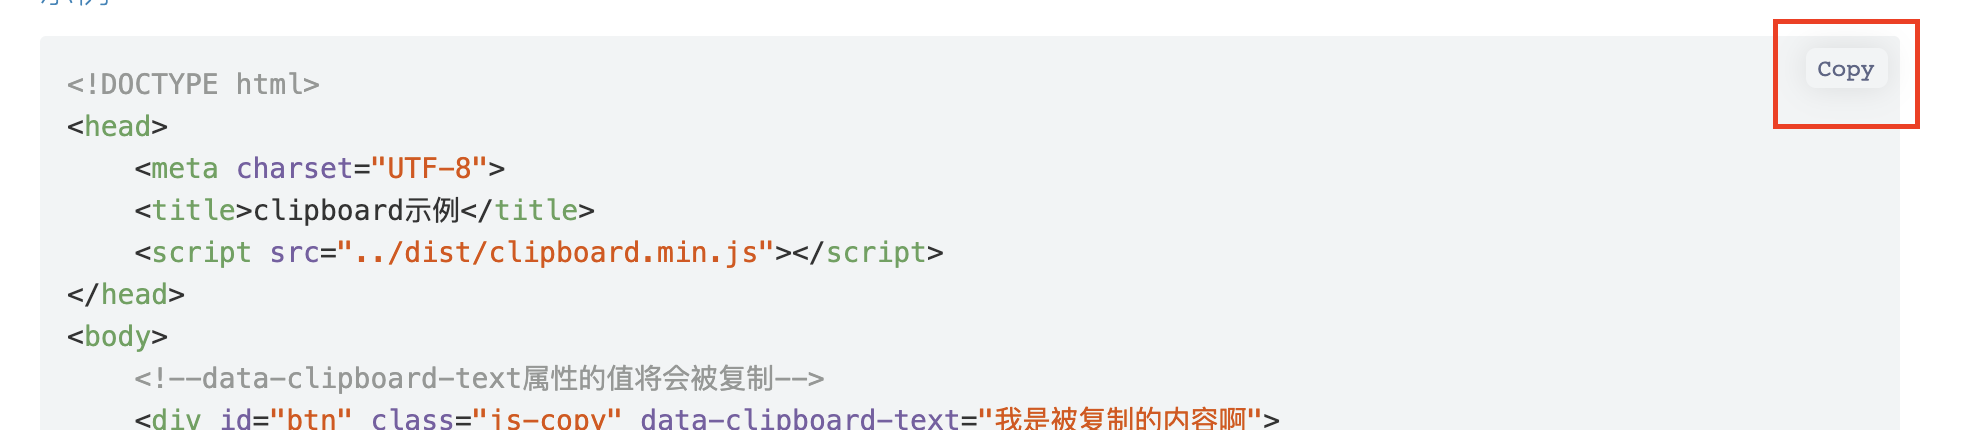 示例
Copy
<!DOCTYPE html>
<head>
    <meta charset="UTF-8">
    <title>clipboard示例</title>
    <script src="../dist/clipboard.min.js"></script>
</head>
<body>
    <!--data-clipboard-text属性的值将会被复制-->
    <div id="btn" class="js-copy" data-clipboard-text="我是被复制的内容啊">